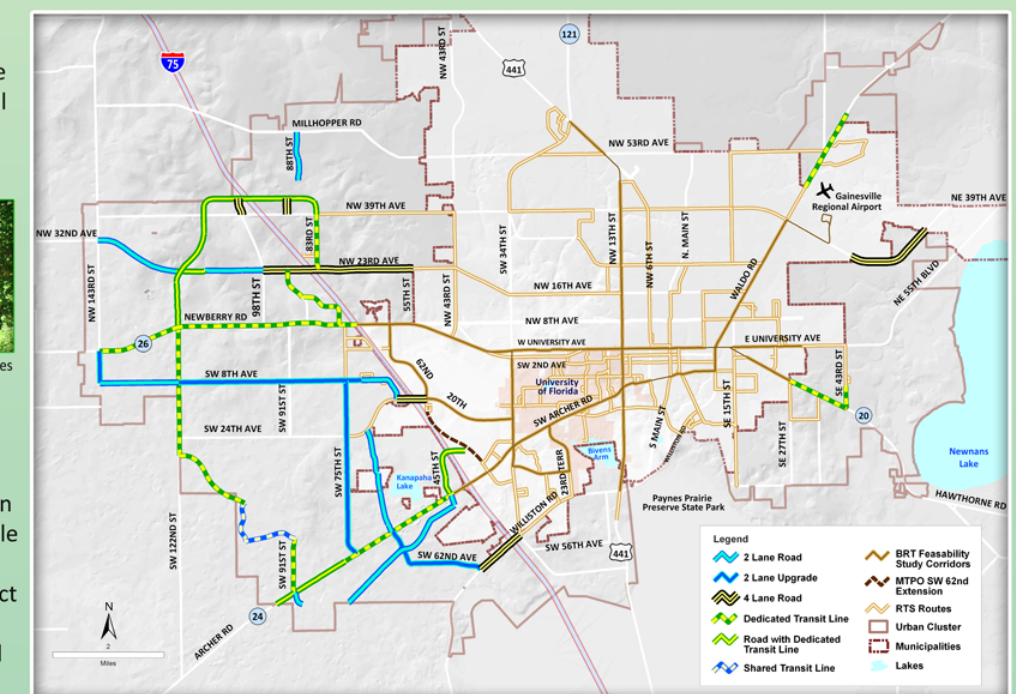 e
l
es
n
le
ct
l
75
121
441
NW 43RD ST
MILLHOPPER RD
88TH ST
NW 53RD AVE
Gainesville
Regional Airport
NE 39TH AVE
NW 39TH AVE
NW 32ND AVE
83RD ST
NW 23RD AVE
98TH ST
55TH ST
NW 43RD ST
SW 34TH ST
NW 13TH ST
NW 6TH ST
N. MAIN ST
WALDO RD
NE 55TH BLVD
NW 143RD ST
NW 16TH AVE
NEWBERRY RD
26
NW 8TH AVE
W UNIVERSITY AVE
E UNIVERSITY AVE
SW 2ND AVE
62ND
20TH
University
of Florida
SW 8TH AVE
SW 91ST ST
SW ARCHER RD
SE 43RD ST
20
SE 15TH ST
S MAIN ST
WILLISTON RD
SE 27TH ST
SW 24TH AVE
SW 75TH ST
45TH ST
Kanapaha
Lake
Bivens
Arm
23RD TERR
Newnans
Lake
HAWTHORNE RD
Paynes Prairie
Preserve State Park
WILLISTON RD
SW 122ND ST
SW 91ST ST
SW 62ND AVE
SW 56TH AVE
441
24
ARCHER RD
N
2
Miles
Legend
2 Lane Road
2 Lane Upgrade
4 Lane Road
Dedicated Transit Line
Road with Dedicated
Transit Line
Shared Transit Line
BRT Feasability
Study Corridors
MTPO SW 62nd
Extension
RTS Routes
Urban Cluster
Municipalities
Lakes